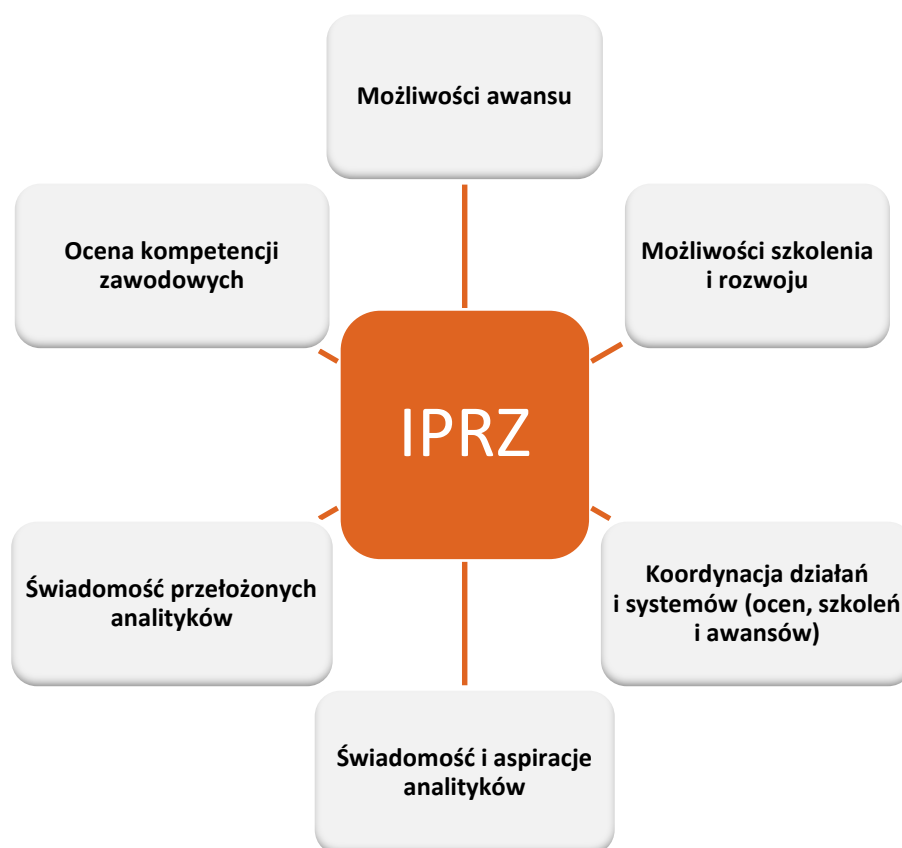 Możliwości awansu
Ocena kompetencji
zawodowych
Możliwości szkolenia
i rozwoju
IPRZ
Świadomość przełożonych
analityków
Koordynacja działań
i systemów (ocen, szkoleń
i awansów)
Świadomość i aspiracje
analityków